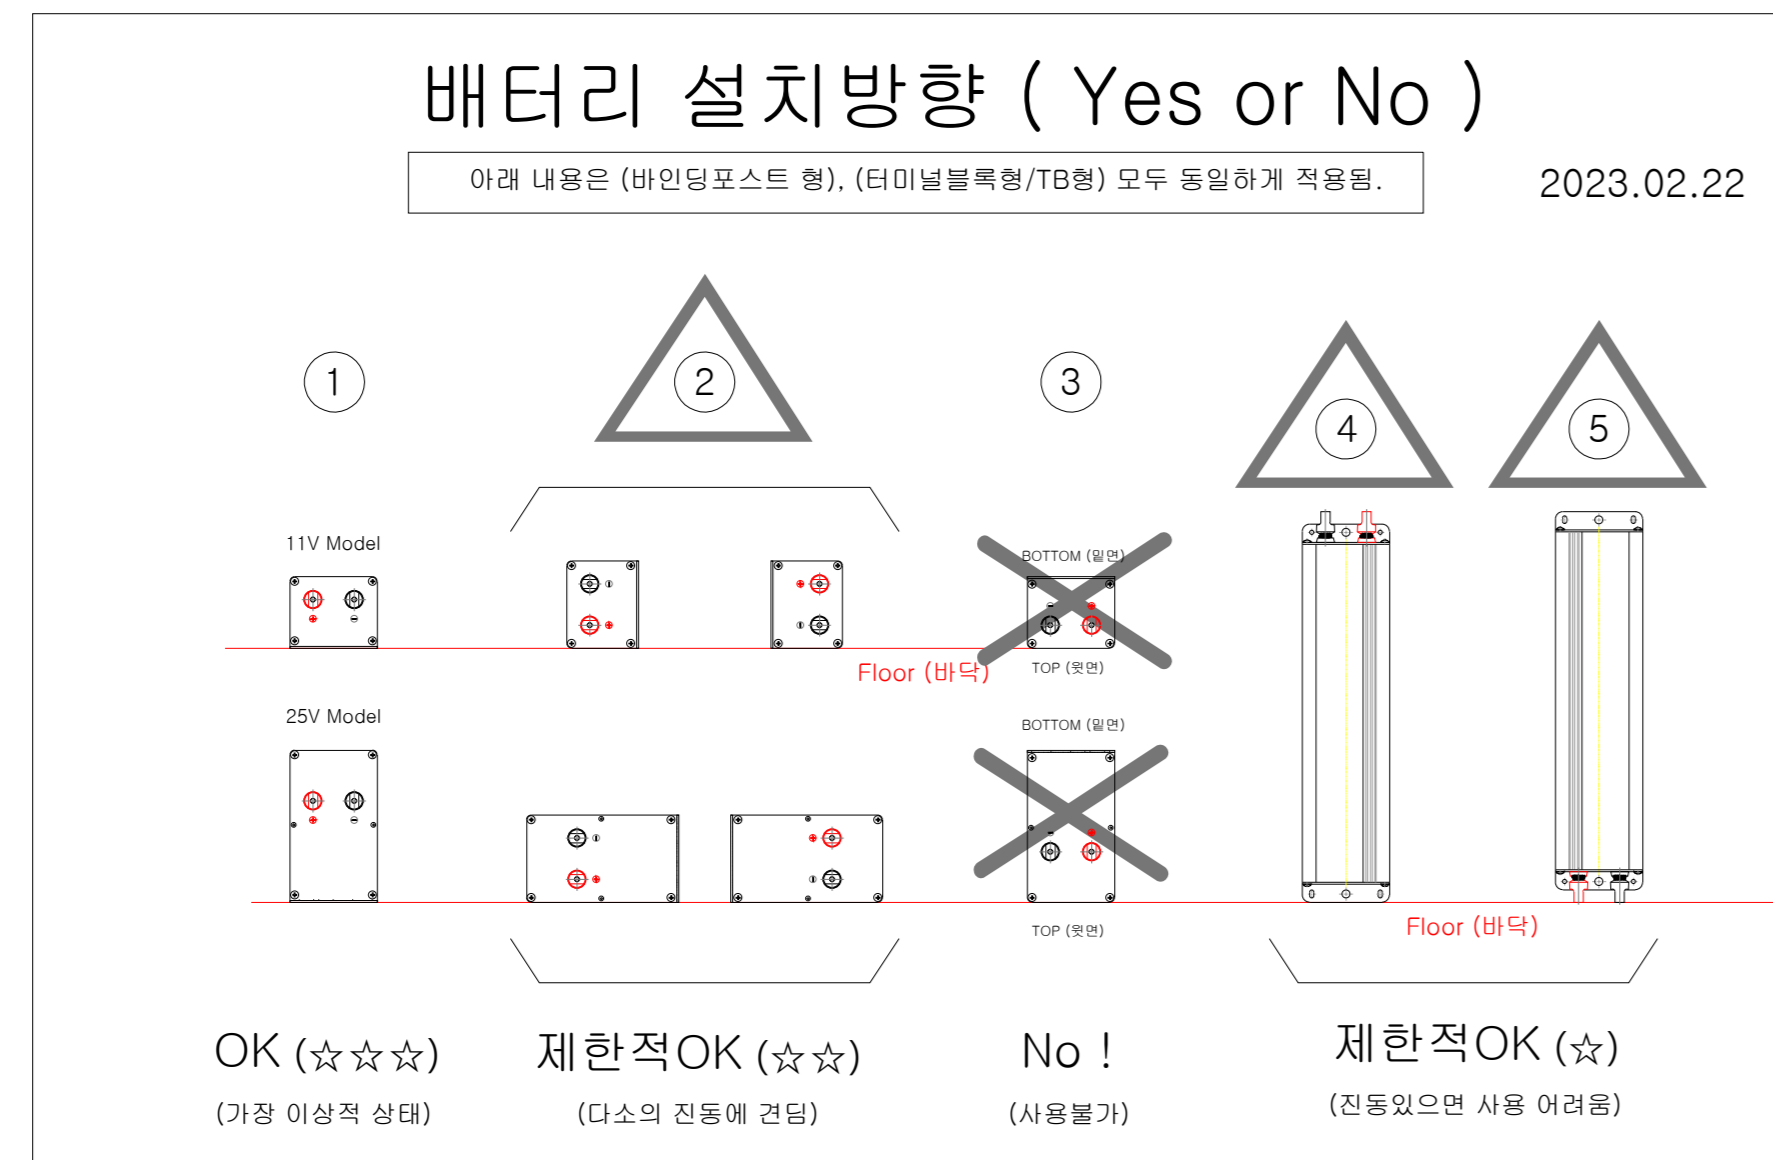 배터리 설치방향 ( Yes or No )
아래 내용은 (바인딩포스트 형), (터미널블록형/TB형) 모두 동일하게 적용됨.
2023.02.22
1
2
3
4
5
11V Model
BOTTOM (밑면)
TOP (윗면)
Floor (바닥)
25V Model
BOTTOM (밑면)
TOP (윗면)
Floor (바닥)
OK (☆☆☆)
(가장 이상적 상태)
제한적OK (☆☆)
(다소의 진동에 견딤)
No !
(사용불가)
제한적OK (☆)
(진동있으면 사용 어려움)